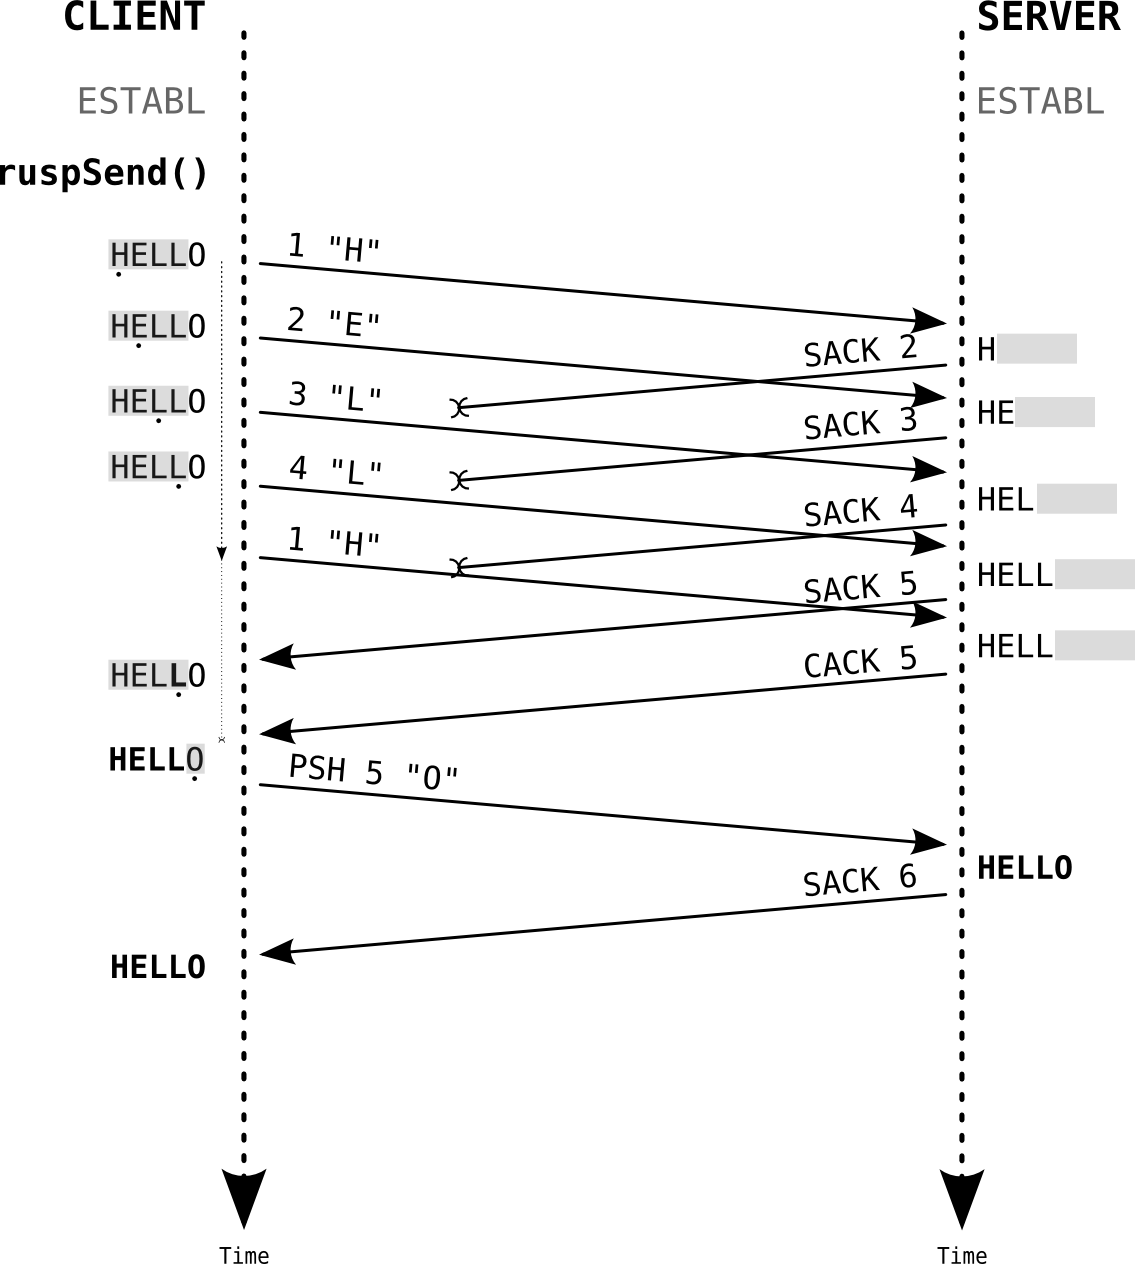 CLIENT SERVER
ESTABL ESTABL
ruspSend()
1 "H"
HELLO
2 "E"
HELLO
SACK 2 H
3 "L"
HELLO
SACK 3 HE
4 "L"
HELLO
SACK 4 HEL
1 "H"
SACK 5 HELL
HELL
CACK 5
HELLO
HELLO
PSH 5 "O"
HELLO
SACK 6
HELLO
Time Time